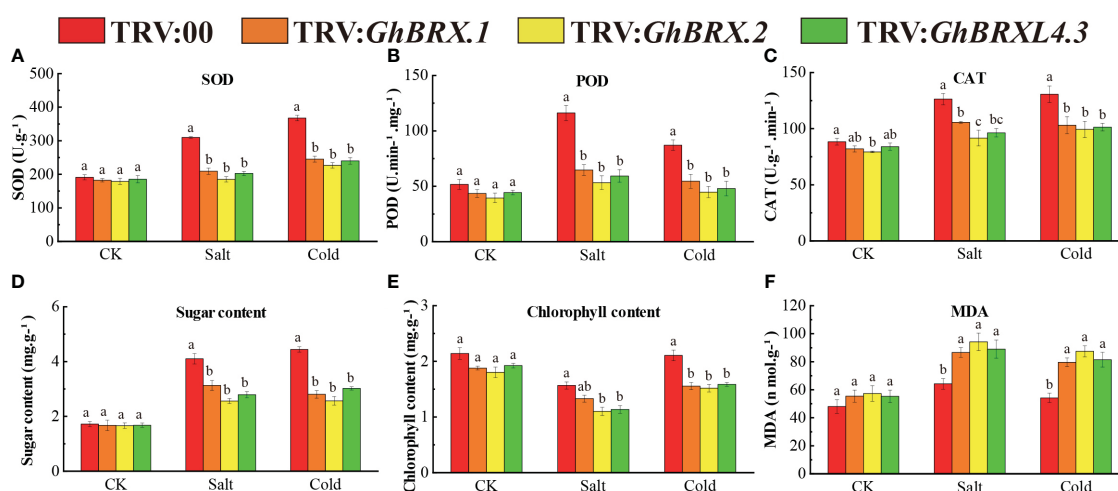 TRV:00 TRV:GhBRX.1 TRV:GhBRX.2 TRV:GhBRXL4.3
A
SOD
SOD (U.g-¹)
500
400
300
200
100
0
a a a a
a b b b
a b b b
CK Salt Cold
B
POD
POD (U.min-¹ .mg-¹)
150
100
50
0
a a a a
a b b b
a b b b
CK Salt Cold
C
CAT
CAT (U.g-¹ .min-¹)
150
100
50
0
a ab a ab
a b c bc
a b b b
CK Salt Cold
D
Sugar content
Sugar content (mg.g-¹)
6
4
2
0
a a a a
a b b b
a b b b
CK Salt Cold
E
Chlorophyll content
Chlorophyll content (mg.g-¹)
3
2
1
0
a a a a
a ab b b
a b b b
CK Salt Cold
F
MDA
MDA (n mol.g-¹)
120
100
80
60
40
20
0
a a a a
b a a a
b a a a
CK Salt Cold